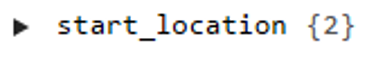 ► start_location {2}